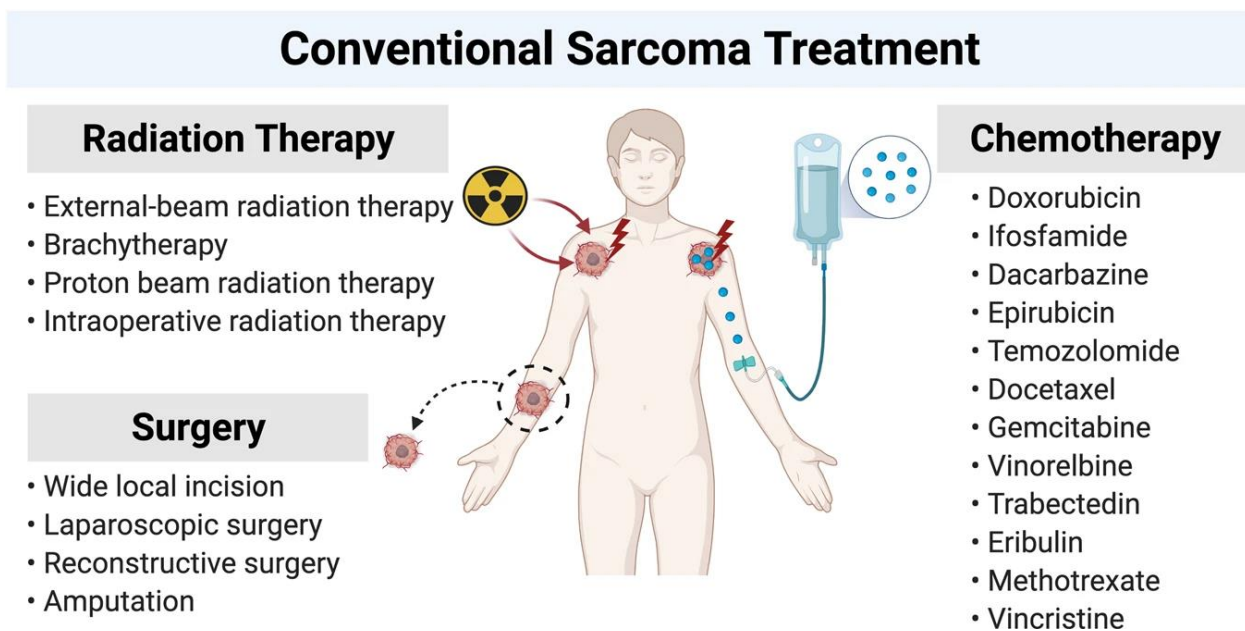 Conventional Sarcoma Treatment
Radiation Therapy
• External-beam radiation therapy
• Brachytherapy
• Proton beam radiation therapy
• Intraoperative radiation therapy
Surgery
• Wide local incision
• Laparoscopic surgery
• Reconstructive surgery
• Amputation
Chemotherapy
• Doxorubicin
• Ifosfamide
• Dacarbazine
• Epirubicin
• Temozolomide
• Docetaxel
• Gemcitabine
• Vinorelbine
• Trabectedin
• Eribulin
• Methotrexate
• Vincristine